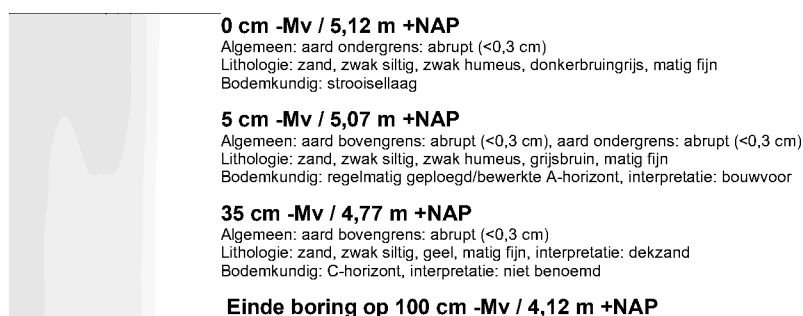 0 cm -Mv / 5,12 m +NAP
Algemeen: aard ondergrens: abrupt (<0,3 cm)
Lithologie: zand, zwak siltig, zwak humeus, donkerbruingrijs, matig fijn
Bodemkundig: strooisellaag
5 cm -Mv / 5,07 m +NAP
Algemeen: aard bovengrens: abrupt (<0,3 cm), aard ondergrens: abrupt (<0,3 cm)
Lithologie: zand, zwak siltig, zwak humeus, grijsbruin, matig fijn
Bodemkundig: regelmatig geploegd/bewerkte A-horizont, interpretatie: bouwvoor
35 cm -Mv / 4,77 m +NAP
Algemeen: aard bovengrens: abrupt (<0,3 cm)
Lithologie: zand, zwak siltig, geel, matig fijn, interpretatie: dekzand
Bodemkundig: C-horizont, interpretatie: niet benoemd
Einde boring op 100 cm -Mv / 4,12 m +NAP